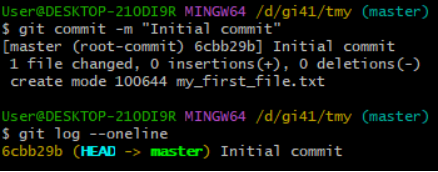 User@DESKTOP-21ODI9R MINGW64 /d/gi41/tmy (master)
$ git commit -m "Initial commit"
[master (root-commit) 6cbb29b] Initial commit
 1 file changed, 0 insertions(+), 0 deletions(-)
 create mode 100644 my_first_file.txt
User@DESKTOP-21ODI9R MINGW64 /d/gi41/tmy (master)
$ git log --oneline
6cbb29b (HEAD -> master) Initial commit